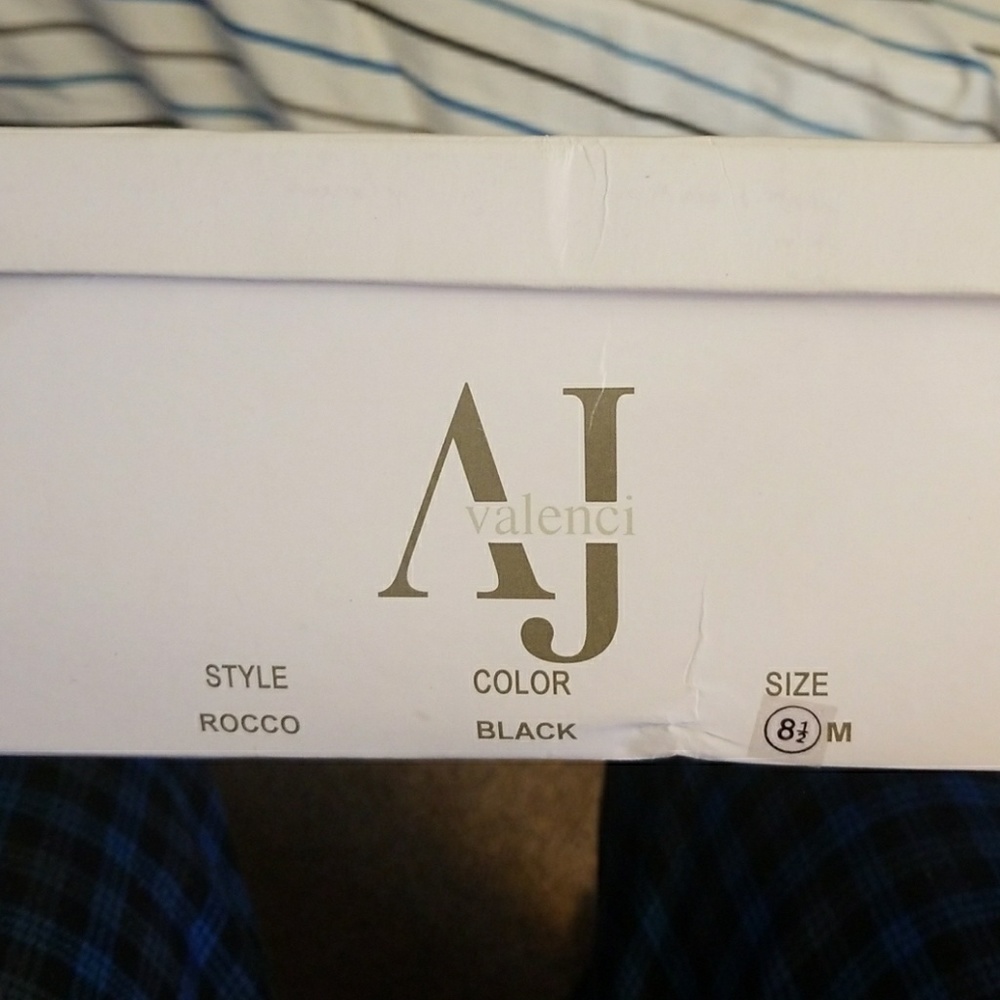 AJ
valenci
STYLE COLOR SIZE
ROCCO BLACK 8½ M